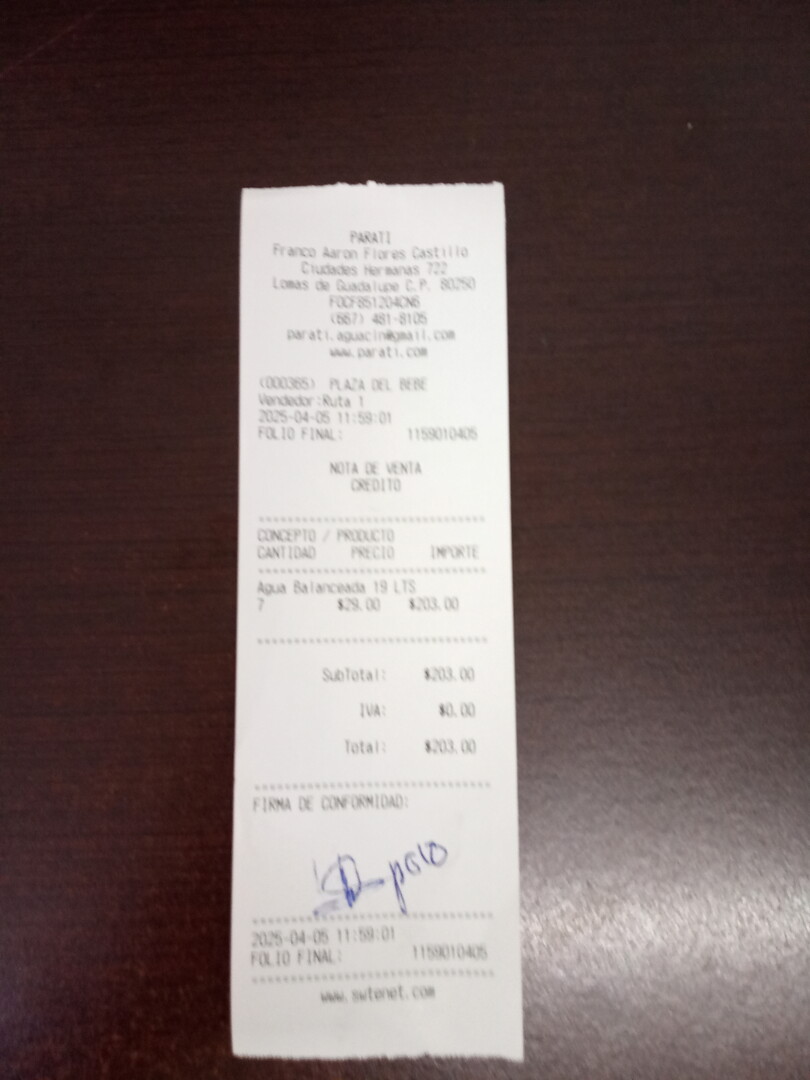 PARATI
Franco Aaron Flores Castillo
Ciudades Hermanas 722
Lomas de Guadalupe C.P. 80250
FOCF851204CN6
(667) 481-8105
parati.aguacln@gmail.com
www.parati.com
(000365) PLAZA DEL BEBE
Vendedor:Ruta 1
2025-04-05 11:59:01
FOLIO FINAL: 1159010405
NOTA DE VENTA
CREDITO
CONCEPTO / PRODUCTO
CANTIDAD PRECIO IMPORTE
Agua Balanceada 19 LTS
7 $29.00 $203.00
SubTotal: $203.00
IVA: $0.00
Total: $203.00
FIRMA DE CONFORMIDAD:
2025-04-05 11:59:01
FOLIO FINAL: 1159010405